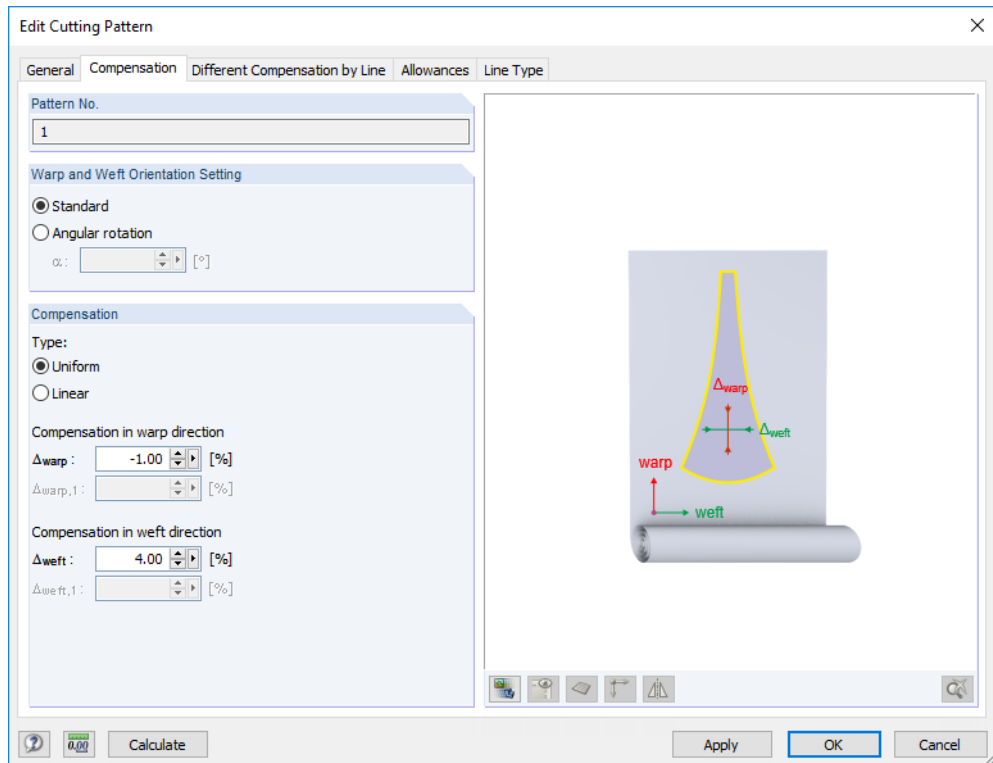 Edit Cutting Pattern
General Compensation Different Compensation by Line Allowances Line Type
Pattern No.
1
Warp and Weft Orientation Setting
Standard
Angular rotation
α: [°]
Compensation
Type:
Uniform
Linear
Compensation in warp direction
Δwarp : -1.00 [%]
Δwarp,1 : [%]
Compensation in weft direction
Δweft : 4.00 [%]
Δweft,1 : [%]
Δwarp
Δweft
warp
weft
0.00 Calculate Apply OK Cancel